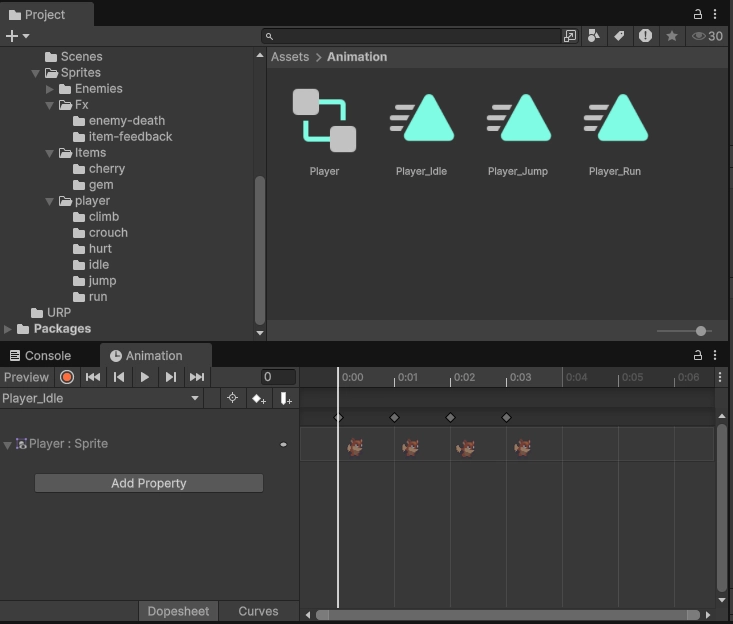 Project
30
Scenes
Sprites
Enemies
Fx
enemy-death
item-feedback
Items
cherry
gem
player
climb
crouch
hurt
idle
jump
run
URP
Packages
Assets > Animation
Player
Player_Idle
Player_Jump
Player_Run
Console
Animation
Preview
0
0:00
0:01
0:02
0:03
0:04
0:05
0:06
Player_Idle
Player : Sprite
Add Property
Dopesheet
Curves